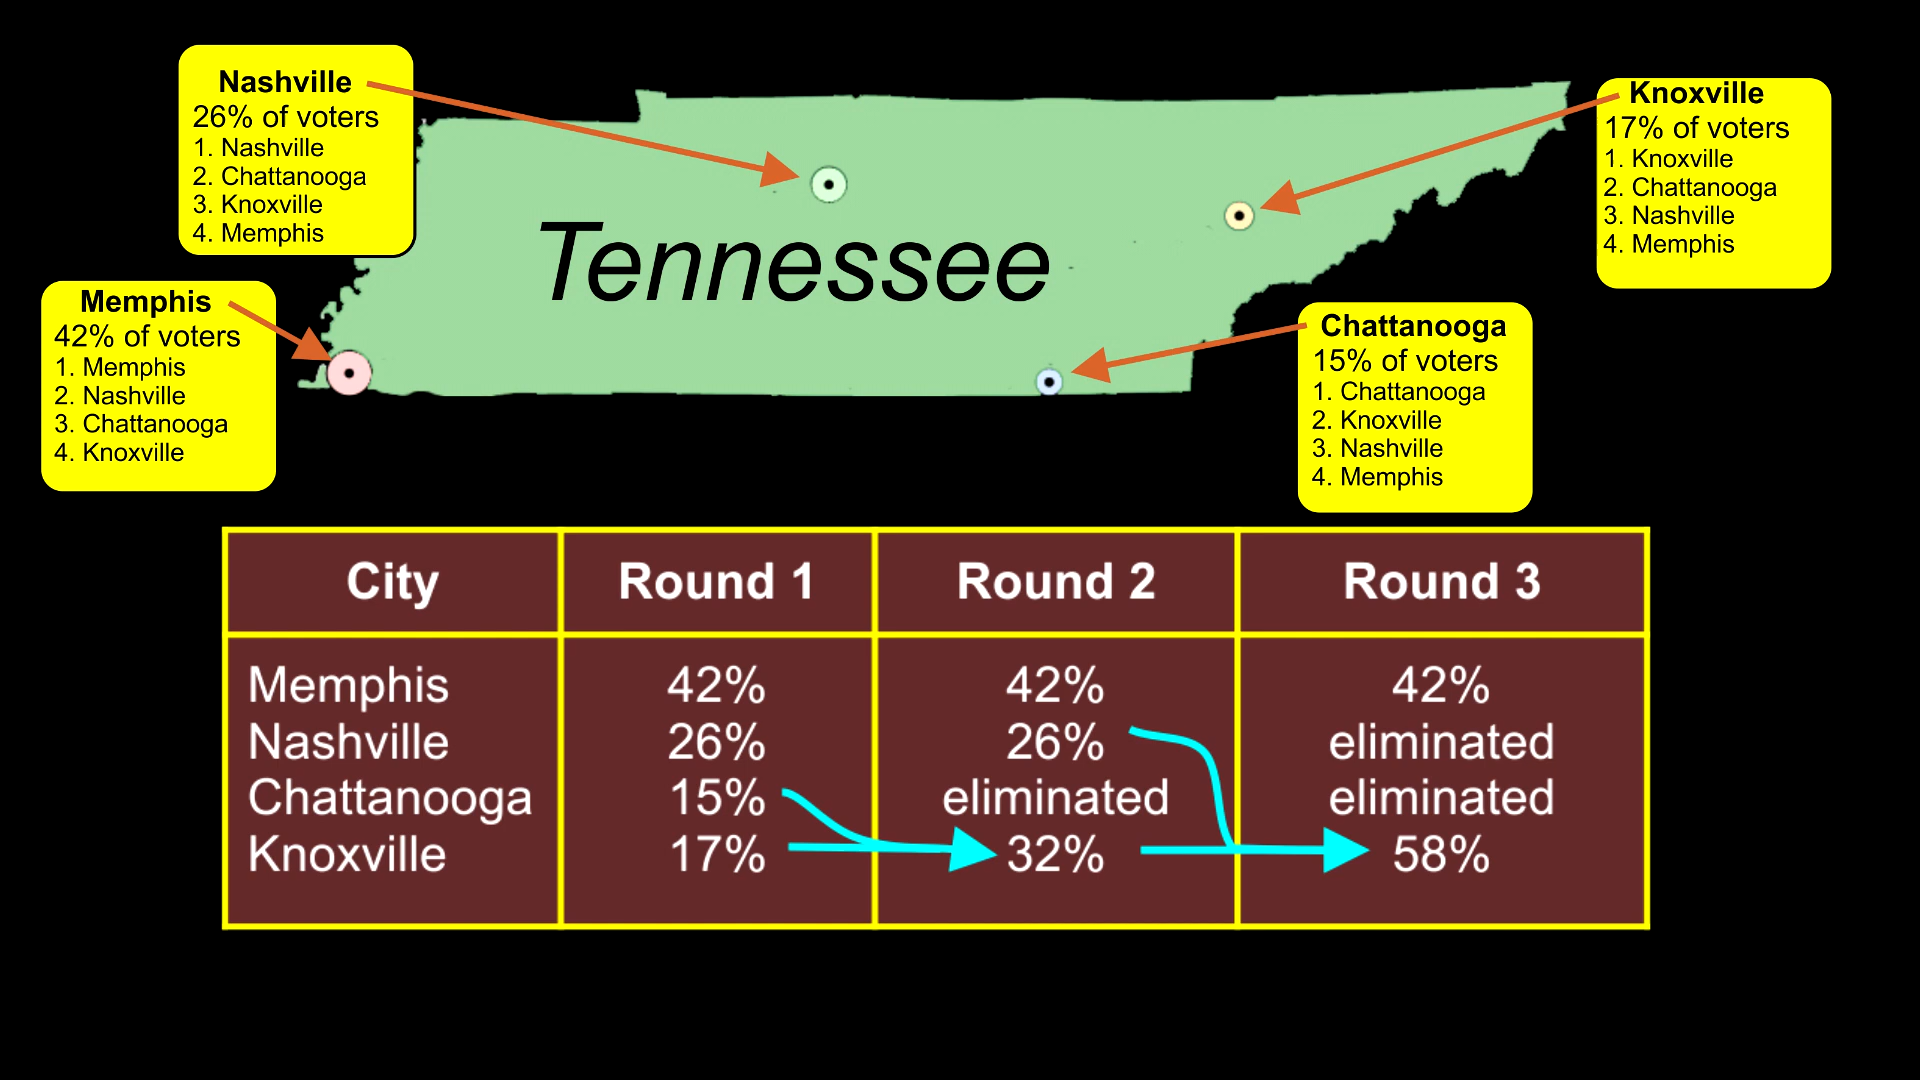 Nashville
26% of voters
1. Nashville
2. Chattanooga
3. Knoxville
4. Memphis
Knoxville
17% of voters
1. Knoxville
2. Chattanooga
3. Nashville
4. Memphis
Tennessee
Memphis
42% of voters
1. Memphis
2. Nashville
3. Chattanooga
4. Knoxville
Chattanooga
15% of voters
1. Chattanooga
2. Knoxville
3. Nashville
4. Memphis
City Round 1 Round 2 Round 3
Memphis 42% 42% 42%
Nashville 26% 26% eliminated
Chattanooga 15% eliminated eliminated
Knoxville 17% 32% 58%